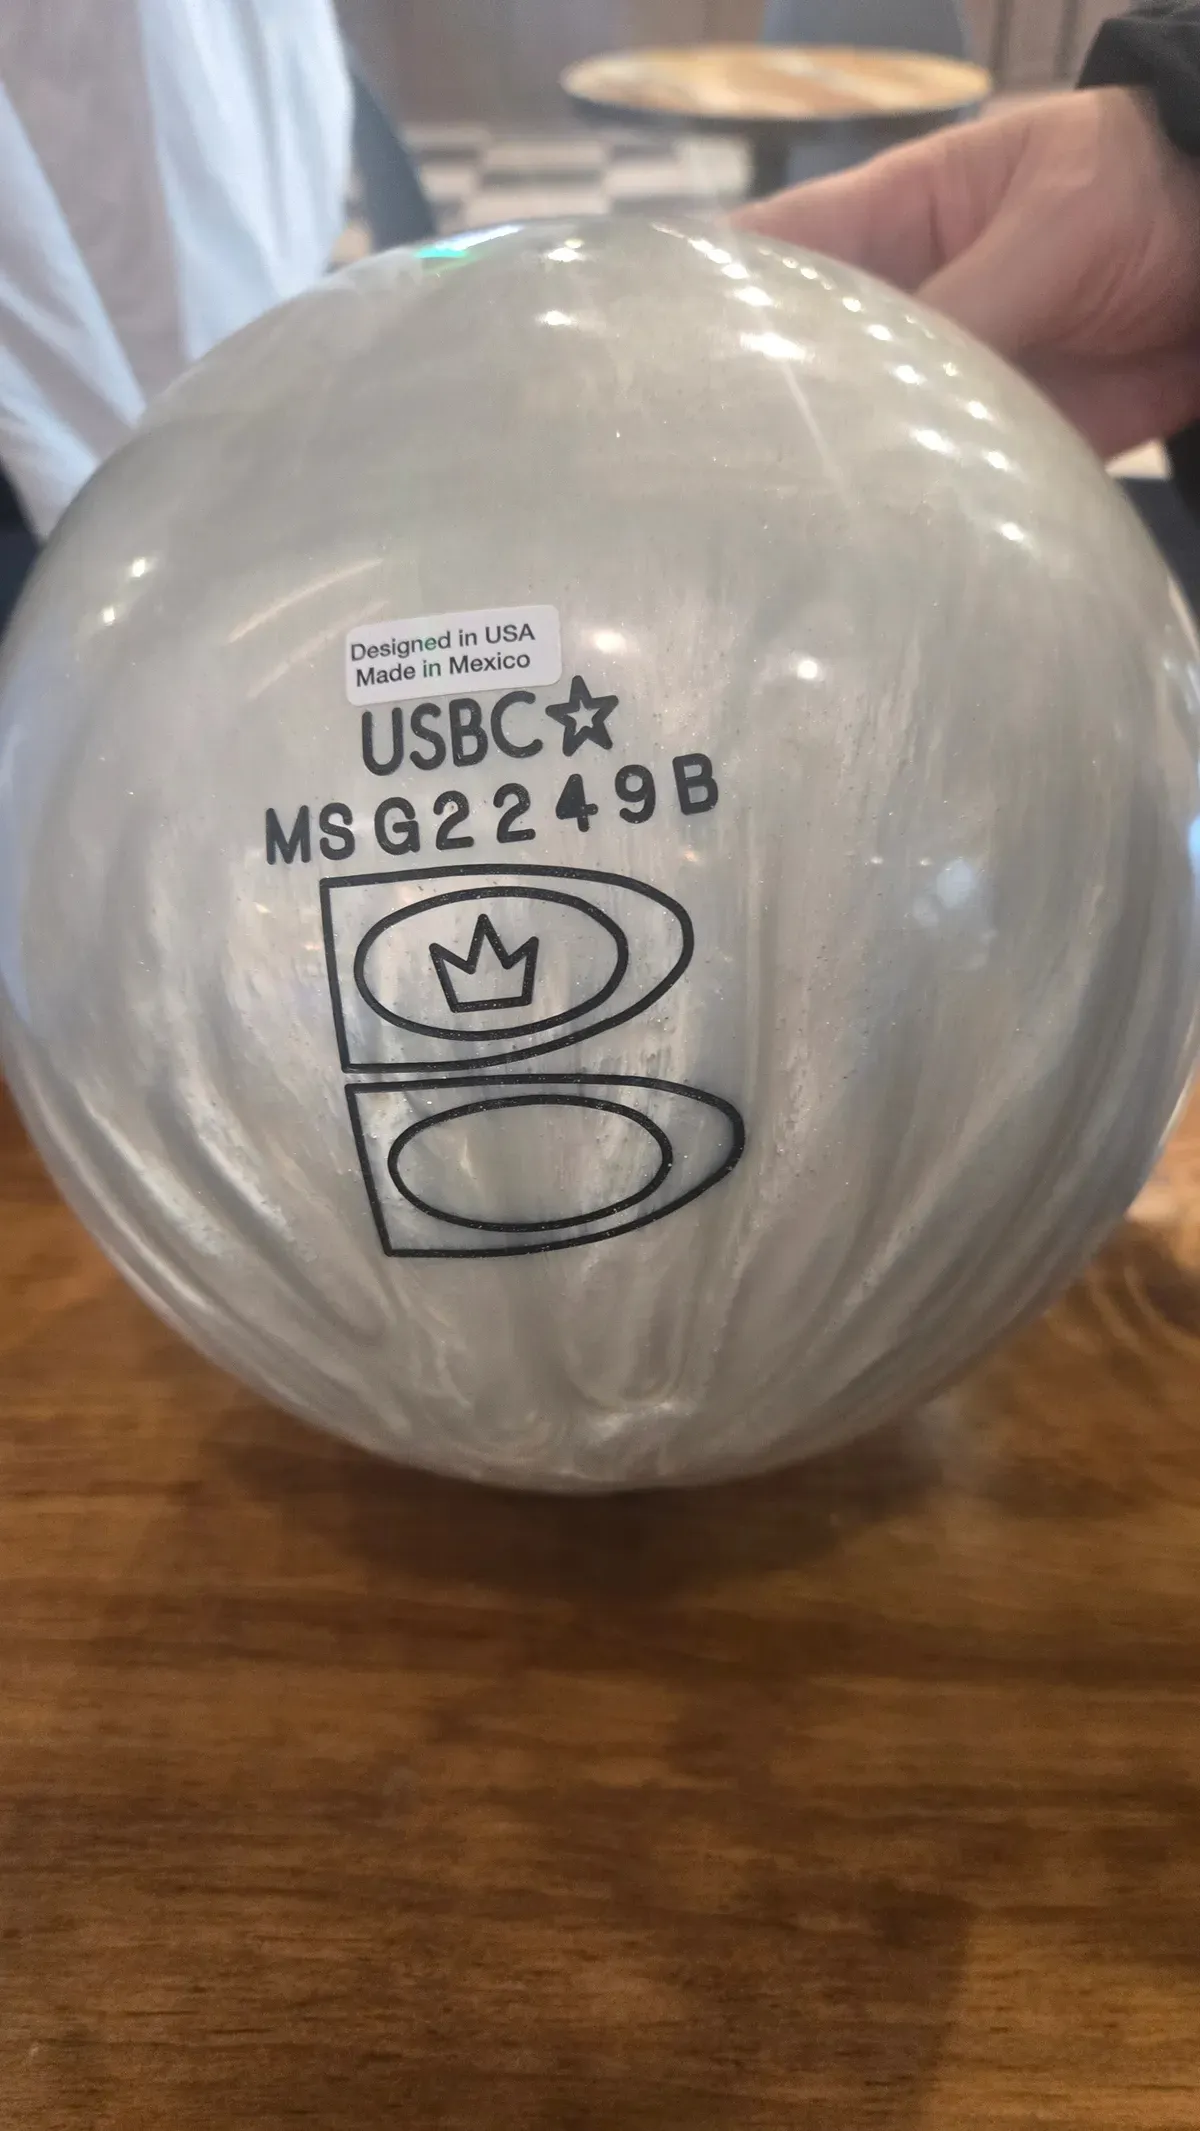 Designed in USA
Made in Mexico
USBC☆
MSG2249B